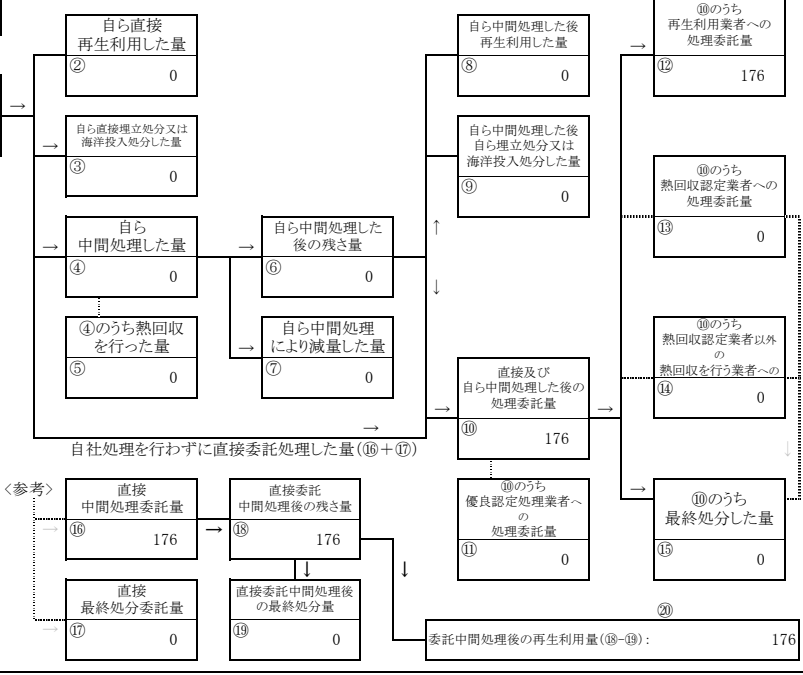 自ら直接
再生利用した量
②
0
→
自ら直接埋立処分又は
海洋投入処分した量
→
③
0
自ら
中間処理した量
→
④
0
④のうち熱回収
を行った量
⑤
0
→
自ら中間処理した
後の残さ量
⑥
0
自ら中間処理
により減量した量
→
⑦
0
自ら中間処理した後
再生利用した量
⑧
0
自ら中間処理した後
自ら埋立処分又は
海洋投入処分した量
⑨
0
↑
↓
直接及び
自ら中間処理した後の
処理委託量
→
⑩
176
→
⑩のうち
優良認定処理業者へ
の
処理委託量
⑪
0
⑩のうち
再生利用業者への
処理委託量
→
⑫
176
⑩のうち
熱回収認定業者への
処理委託量
⑬
0
⑩のうち
熱回収認定業者以外
の
熱回収を行う業者への
⑭
0
↓
⑩のうち
最終処分した量
→
⑮
0
→
自社処理を行わずに直接委託処理した量(⑯+⑰)
〈参考〉
直接
中間処理委託量
→
⑯
176
→
直接委託
中間処理後の残さ量
⑱
176
↓
↓
直接
最終処分委託量
→
⑰
0
直接委託中間処理後
の最終処分量
⑲
0
⑳
委託中間処理後の再生利用量(⑱-⑲): 176